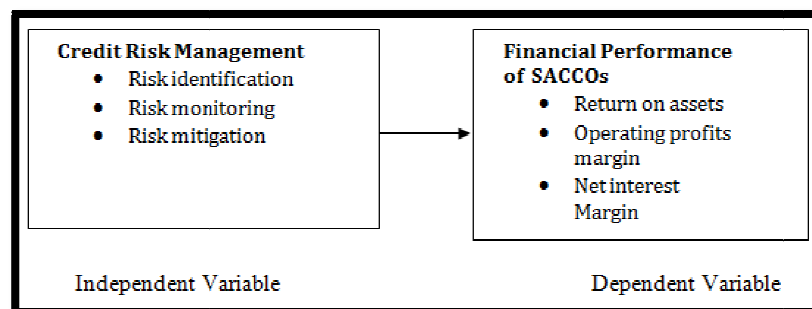 Credit Risk Management
• Risk identification
• Risk monitoring
• Risk mitigation
Financial Performance
of SACCOs
• Return on assets
• Operating profits
margin
• Net interest
Margin
Independent Variable
Dependent Variable